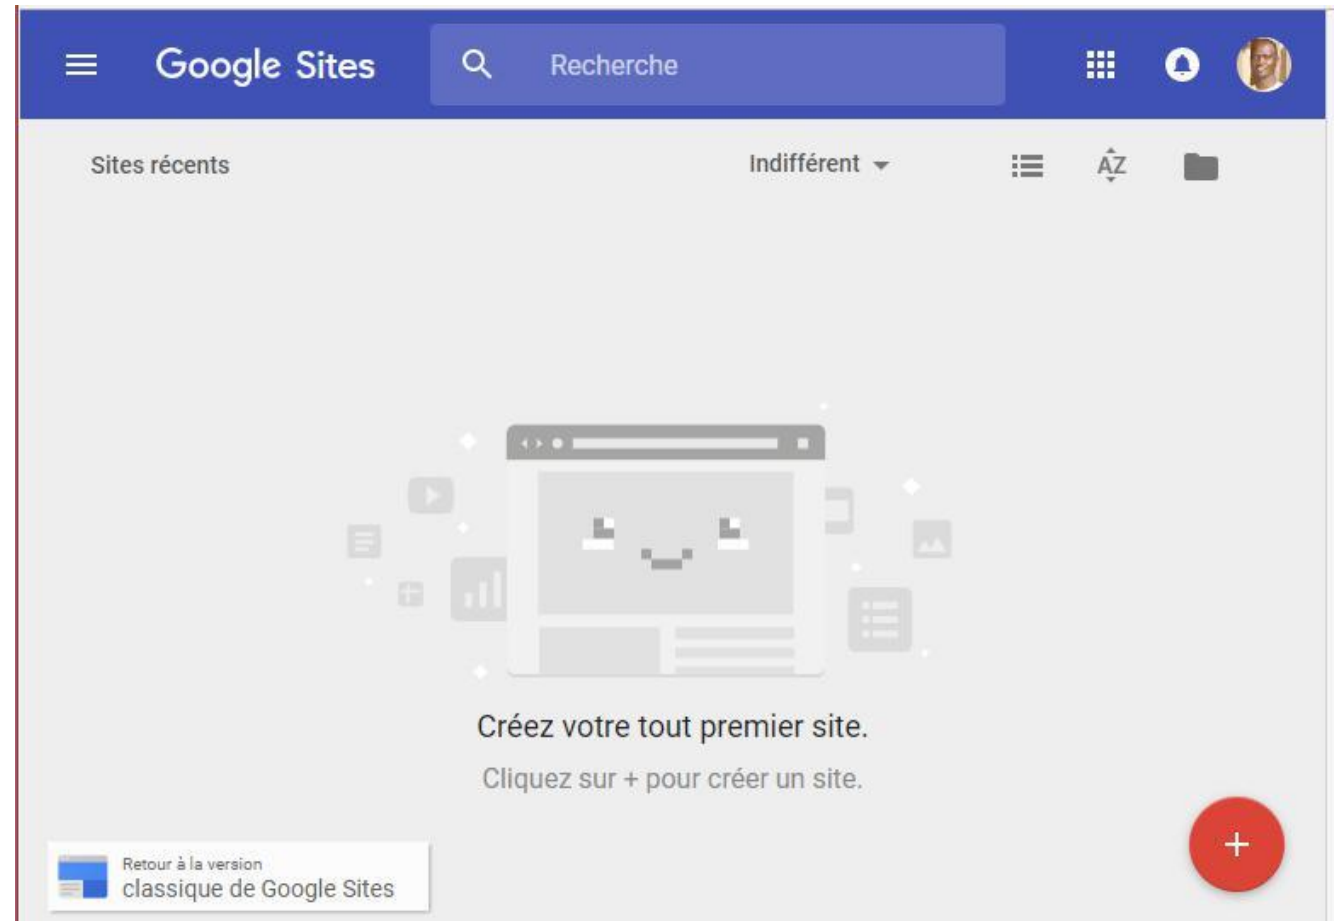 Google Sites
Recherche
Sites récents
Indifférent
AZ
Créez votre tout premier site.
Cliquez sur + pour créer un site.
Retour à la version
classique de Google Sites
+